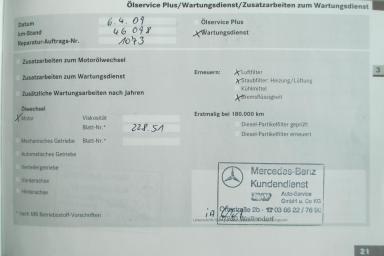 Ölservice Plus/Wartungsdienst/Zusatzarbeiten zum Wartungsdienst
Datum 6.4.09
km-Stand 46098
Reparatur-Auftrags-Nr. 1043
Ölservice Plus
Wartungsdienst
Zusatzarbeiten zum Motorölwechsel
Zusatzarbeiten zum Wartungsdienst
Zusätzliche Wartungsarbeiten nach Jahren
Erneuern:
Luftfilter
Staubfilter: Heizung/Lüftung
Kühlmittel
Bremsflüssigkeit
3
Ölwechsel
Motor
Viskosität
Blatt-Nr.* 228.51
Mechanisches Getriebe
Blatt-Nr.*
Automatisches Getriebe
Verteilergetriebe
Vorderachse
Hinterachse
Erstmalig bei 180.000 km
Diesel-Partikelfilter geprüft
Diesel-Partikelfilter erneuert
* nach MB Betriebsstoff-Vorschriften
Mercedes-Benz
Kundendienst
Auto-Service
GmbH u. Co KG
21